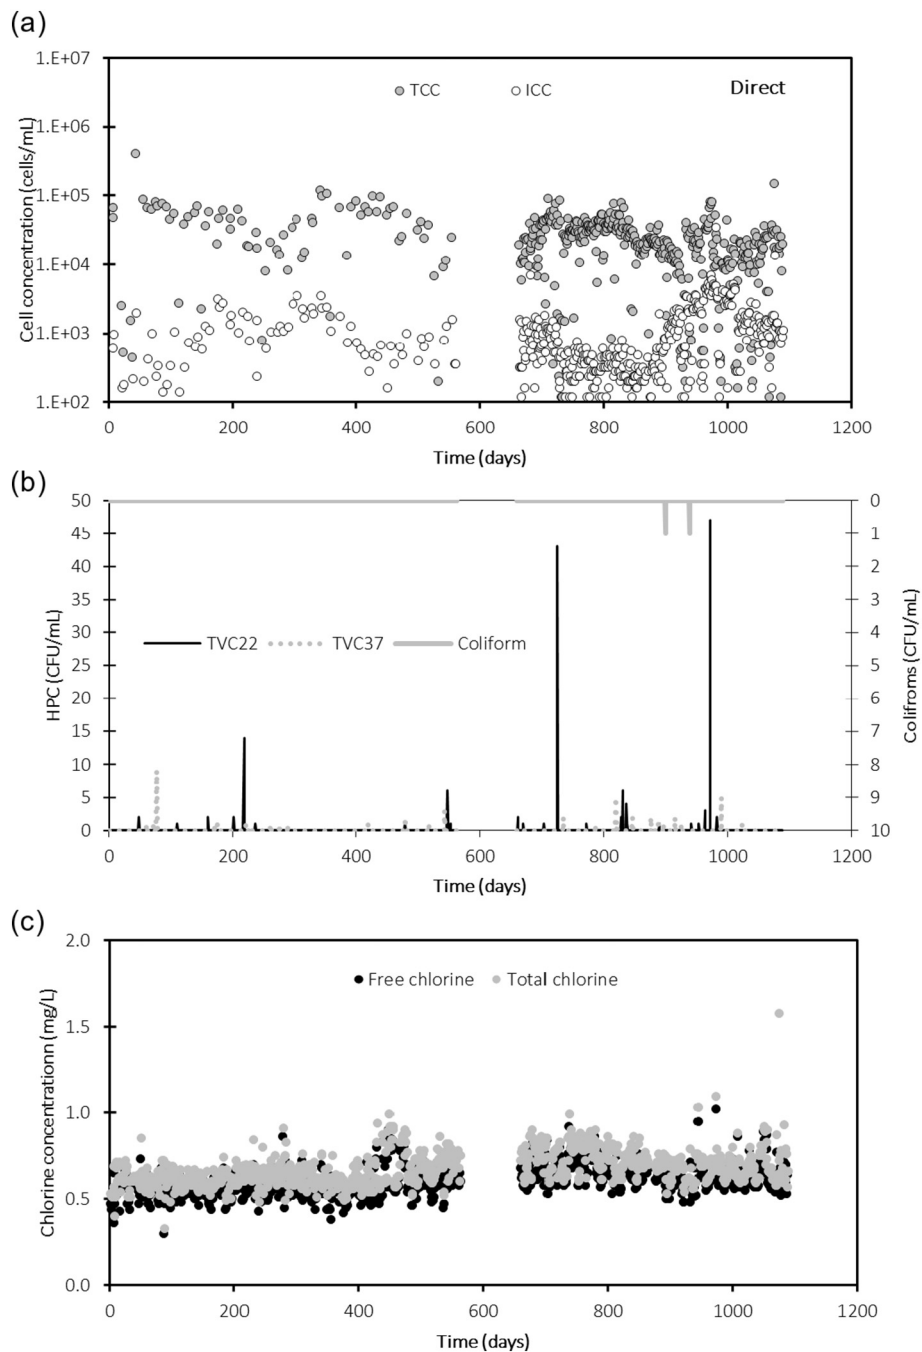 (a)
1.E+07
TCC ICC Direct
1.E+06
1.E+05
1.E+04
1.E+03
1.E+02
Cell concentration (cells/mL)
0 200 400 600 800 1000 1200
Time (days)
(b)
50 0
45 1
40 2
35 3
30 4
25 5
20 6
15 7
10 8
5 9
0 10
TVC22 TVC37 Coliform
HPC (CFU/mL)
Colifroms (CFU/mL)
0 200 400 600 800 1000 1200
Time (days)
(c)
2.0
Free chlorine Total chlorine
1.5
1.0
0.5
0.0
Chlorine concentrationn (mg/L)
0 200 400 600 800 1000 1200
Time (days)